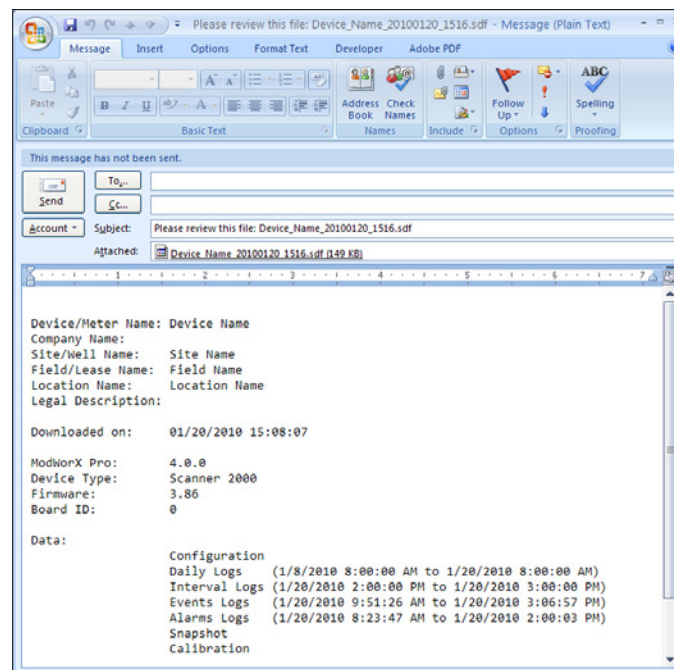 Please review this file: Device_Name_20100120_1516.sdf - Message (Plain Text)
Message Insert Options Format Text Developer Adobe PDF
Paste
B I U
A A
Address Book
Check Names
Follow Up
ABC
Spelling
Clipboard
Basic Text
Names
Include
Options
Proofing
This message has not been sent.
Send
To...
Cc...
Account
Subject: Please review this file: Device_Name_20100120_1516.sdf
Attached: Device_Name_20100120_1516.sdf (149 KB)
1 2 3 4 5 6 7
Device/Meter Name: Device Name
Company Name:
Site/Well Name: Site Name
Field/Lease Name: Field Name
Location Name: Location Name
Legal Description:
Downloaded on: 01/20/2010 15:08:07
ModWorX Pro: 4.0.0
Device Type: Scanner 2000
Firmware: 3.86
Board ID: 0
Data:
Configuration
Daily Logs (1/8/2010 8:00:00 AM to 1/20/2010 8:00:00 AM)
Interval Logs (1/20/2010 2:00:00 PM to 1/20/2010 3:00:00 PM)
Events Logs (1/20/2010 9:51:26 AM to 1/20/2010 3:06:57 PM)
Alarms Logs (1/20/2010 8:23:47 AM to 1/20/2010 2:00:03 PM)
Snapshot
Calibration